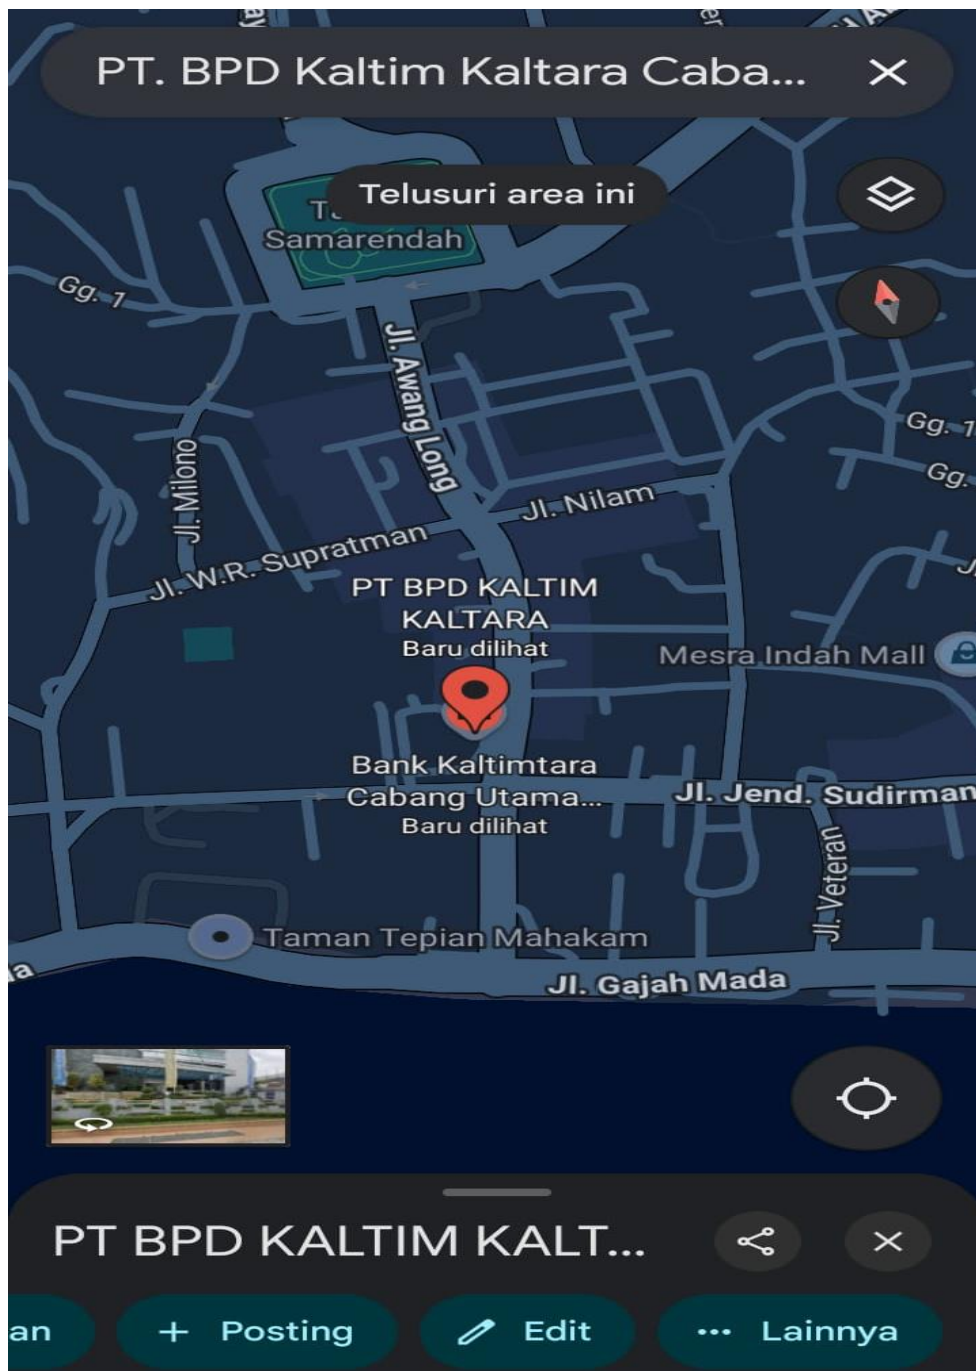 PT. BPD Kaltim Kaltara Caba...
Telusuri area ini
Samarendah
Gg. 1
Jl. Awang Long
Gg. 1
Gg.
Jl. Milono
Jl. Nilam
Jl. W.R. Supratman
PT BPD KALTIM
KALTARA
Baru dilihat
Mesra Indah Mall
Bank Kaltimtara
Cabang Utama...
Baru dilihat
Jl. Jend. Sudirman
Jl. Veteran
Taman Tepian Mahakam
Jl. Gajah Mada
PT BPD KALTIM KALT...
an
+ Posting
Edit
Lainnya